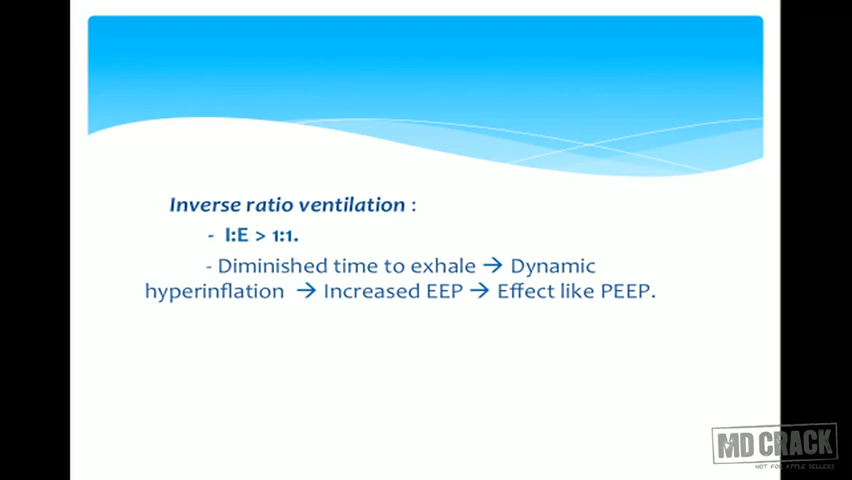 Inverse ratio ventilation :
- I:E > 1:1.
- Diminished time to exhale → Dynamic
hyperinflation → Increased EEP → Effect like PEEP.
MD CRACK
NOT FOR APPLE SELLERS